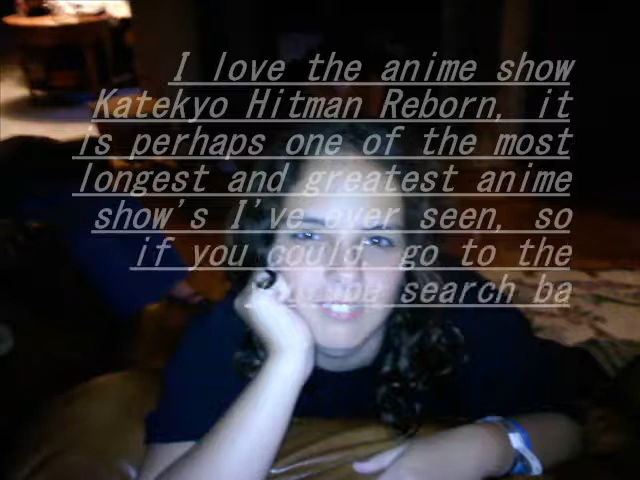 I love the anime show
Katekyo Hitman Reborn, it
is perhaps one of the most
longest and greatest anime
show's I've ever seen, so
if you could, go to the
search ba